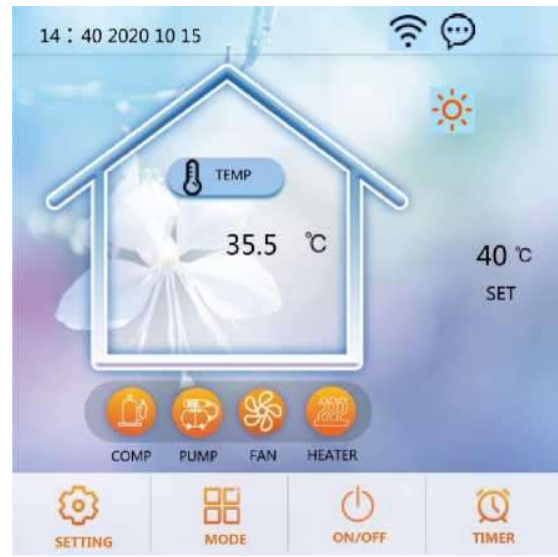 14：40 2020 10 15
TEMP
35.5 ℃
40 ℃
SET
COMP PUMP FAN HEATER
SETTING MODE ON/OFF TIMER